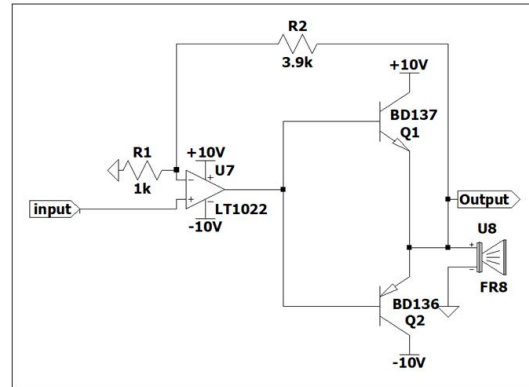 R2
3.9k
+10V
BD137
Q1
R1
1k
+10V
U7
-
+
+
-
LT1022
-10V
input
Output
U8
+
-
FR8
BD136
Q2
-10V